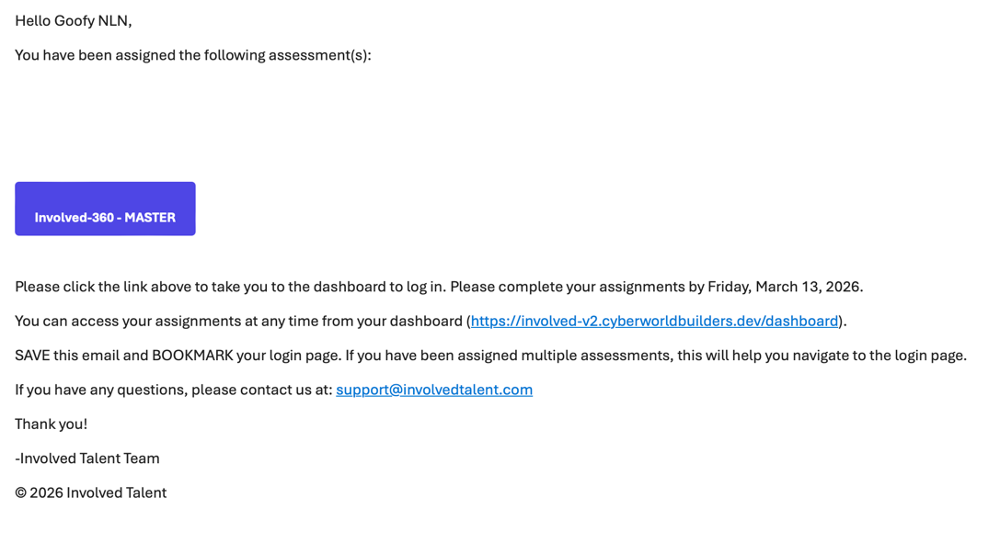 Hello Goofy NLN,
You have been assigned the following assessment(s):
Involved-360 - MASTER
Please click the link above to take you to the dashboard to log in. Please complete your assignments by Friday, March 13, 2026.
You can access your assignments at any time from your dashboard (https://involved-v2.cyberworldbuilders.dev/dashboard).
SAVE this email and BOOKMARK your login page. If you have been assigned multiple assessments, this will help you navigate to the login page.
If you have any questions, please contact us at: support@involvedtalent.com
Thank you!
-Involved Talent Team
© 2026 Involved Talent